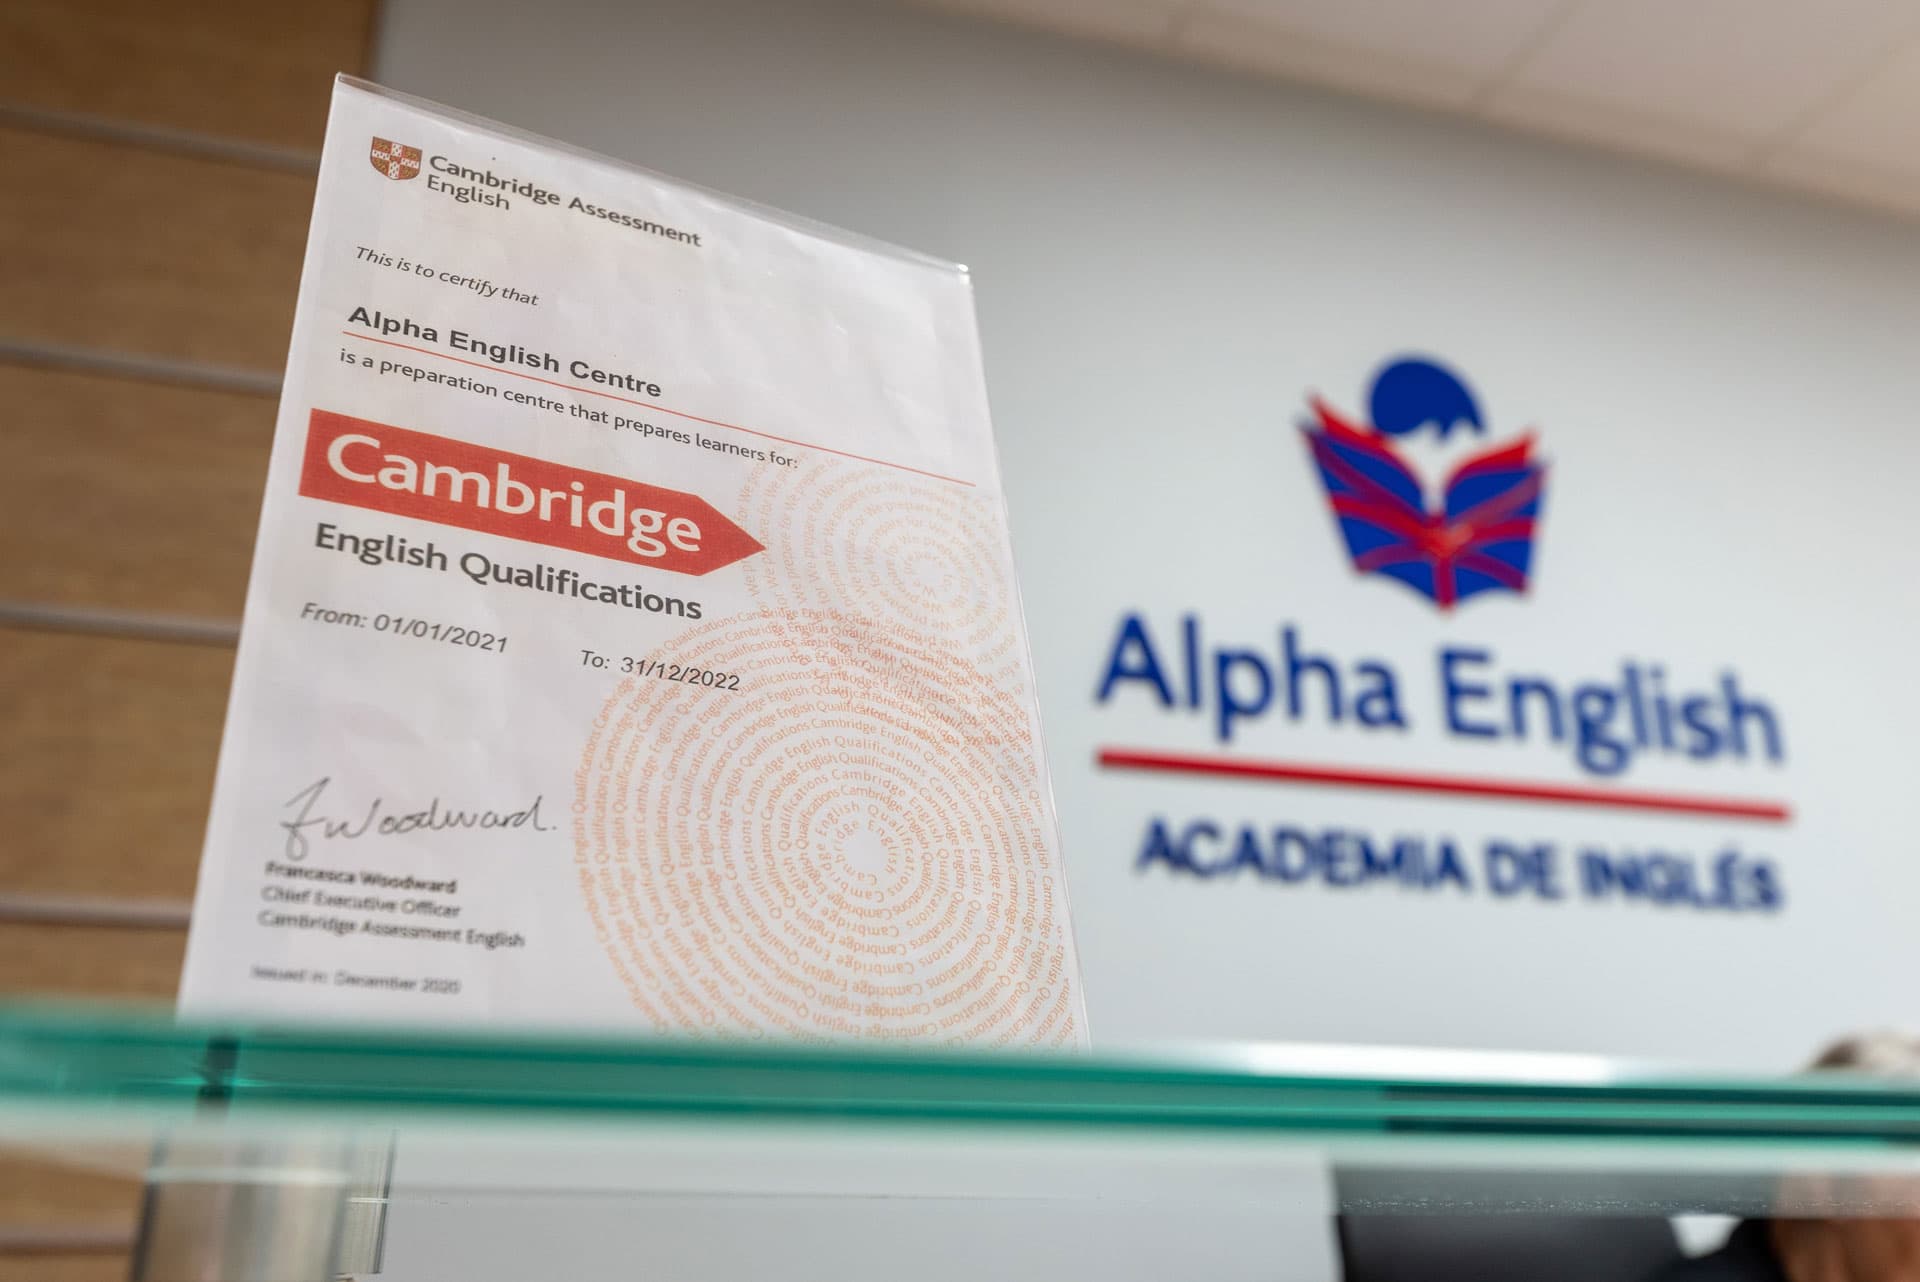 Cambridge Assessment
English
This is to certify that
Alpha English Centre
is a preparation centre that prepares learners for:
Cambridge
English Qualifications
From: 01/01/2021
To: 31/12/2022
F Woodward.
Francesca Woodward
Chief Executive Officer
Cambridge Assessment English
Issued in: December 2020
Alpha English
ACADEMIA DE INGLÉS